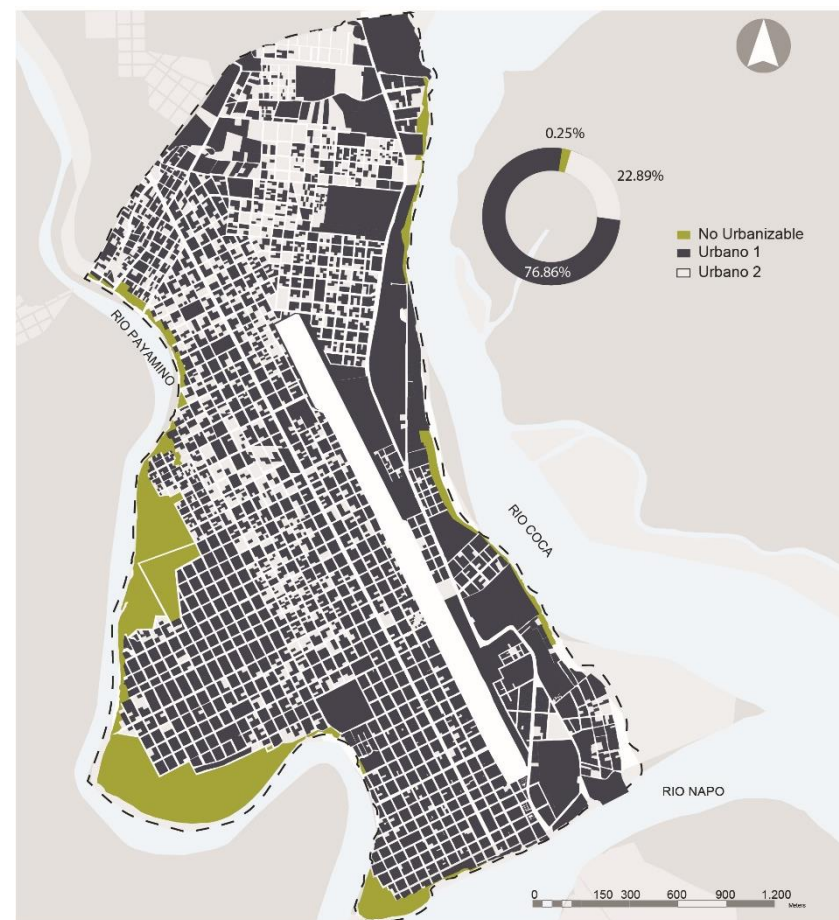 0.25%
22.89%
76.86%
No Urbanizable
Urbano 1
Urbano 2
RIO PAYAMINO
RIO COCA
RIO NAPO
0 150 300 600 900 1.200
Meters